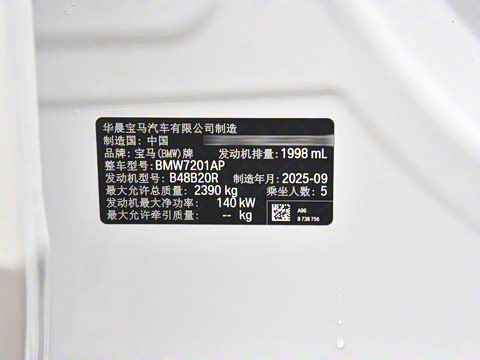 华晨宝马汽车有限公司制造
制造国：中国
品牌：宝马(BMW)牌 发动机排量：1998 mL
整车型号：BMW7201AP
发动机型号：B48B20R 制造年月：2025-09
最大允许总质量：2390 kg 乘坐人数：5
发动机最大净功率：140 kW
最大允许牵引质量：-- kg
A96
8 738 756